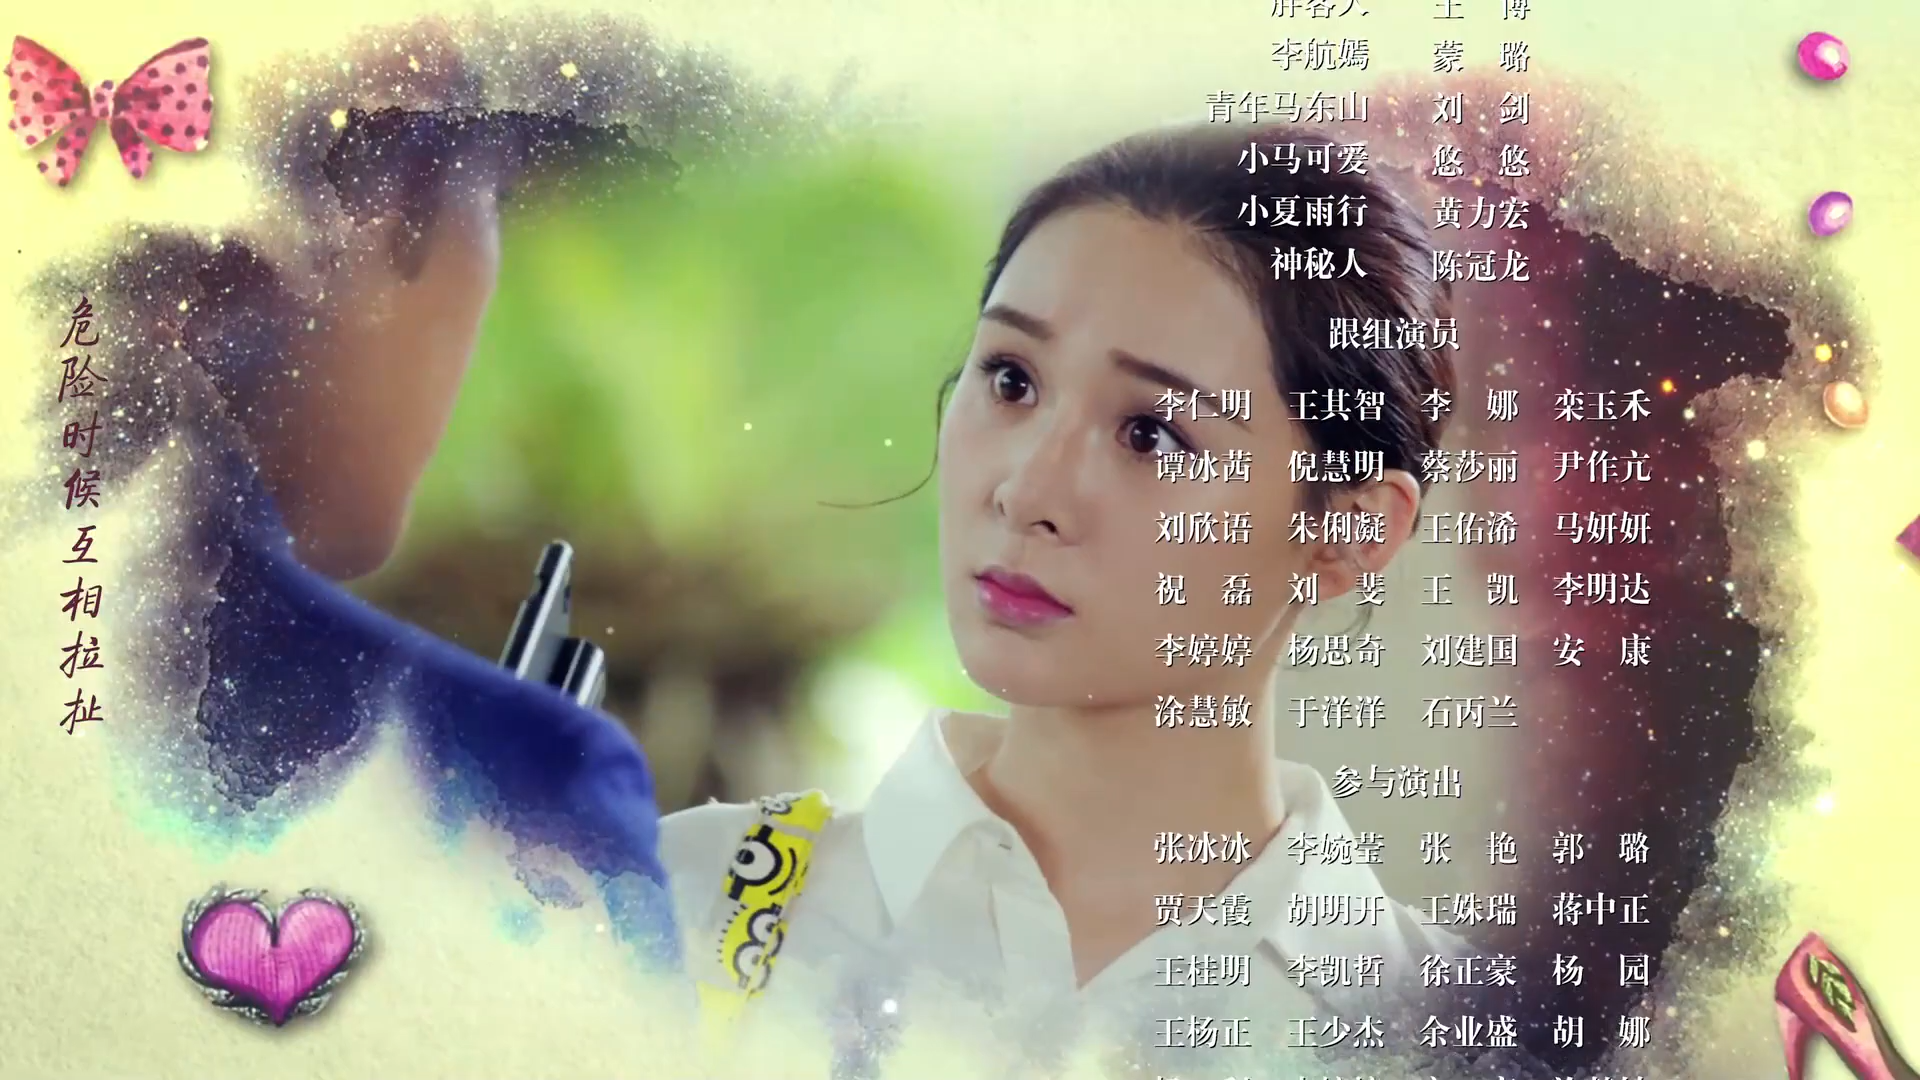 危险时候互相拉扯
胖客人 王 博
李航嫣 蒙 璐
青年马东山 刘 剑
小马可爱 悠 悠
小夏雨行 黄力宏
神秘人 陈冠龙
跟组演员
李仁明 王其智 李 娜 栾玉禾
谭冰茜 倪慧明 蔡莎丽 尹作亢
刘欣语 朱俐凝 王佑浠 马妍妍
祝 磊 刘 斐 王 凯 李明达
李婷婷 杨思奇 刘建国 安 康
涂慧敏 于洋洋 石丙兰
参与演出
张冰冰 李婉莹 张 艳 郭 璐
贾天霞 胡明开 王姝瑞 蒋中正
王桂明 李凯哲 徐正豪 杨 园
王杨正 王少杰 余业盛 胡 娜